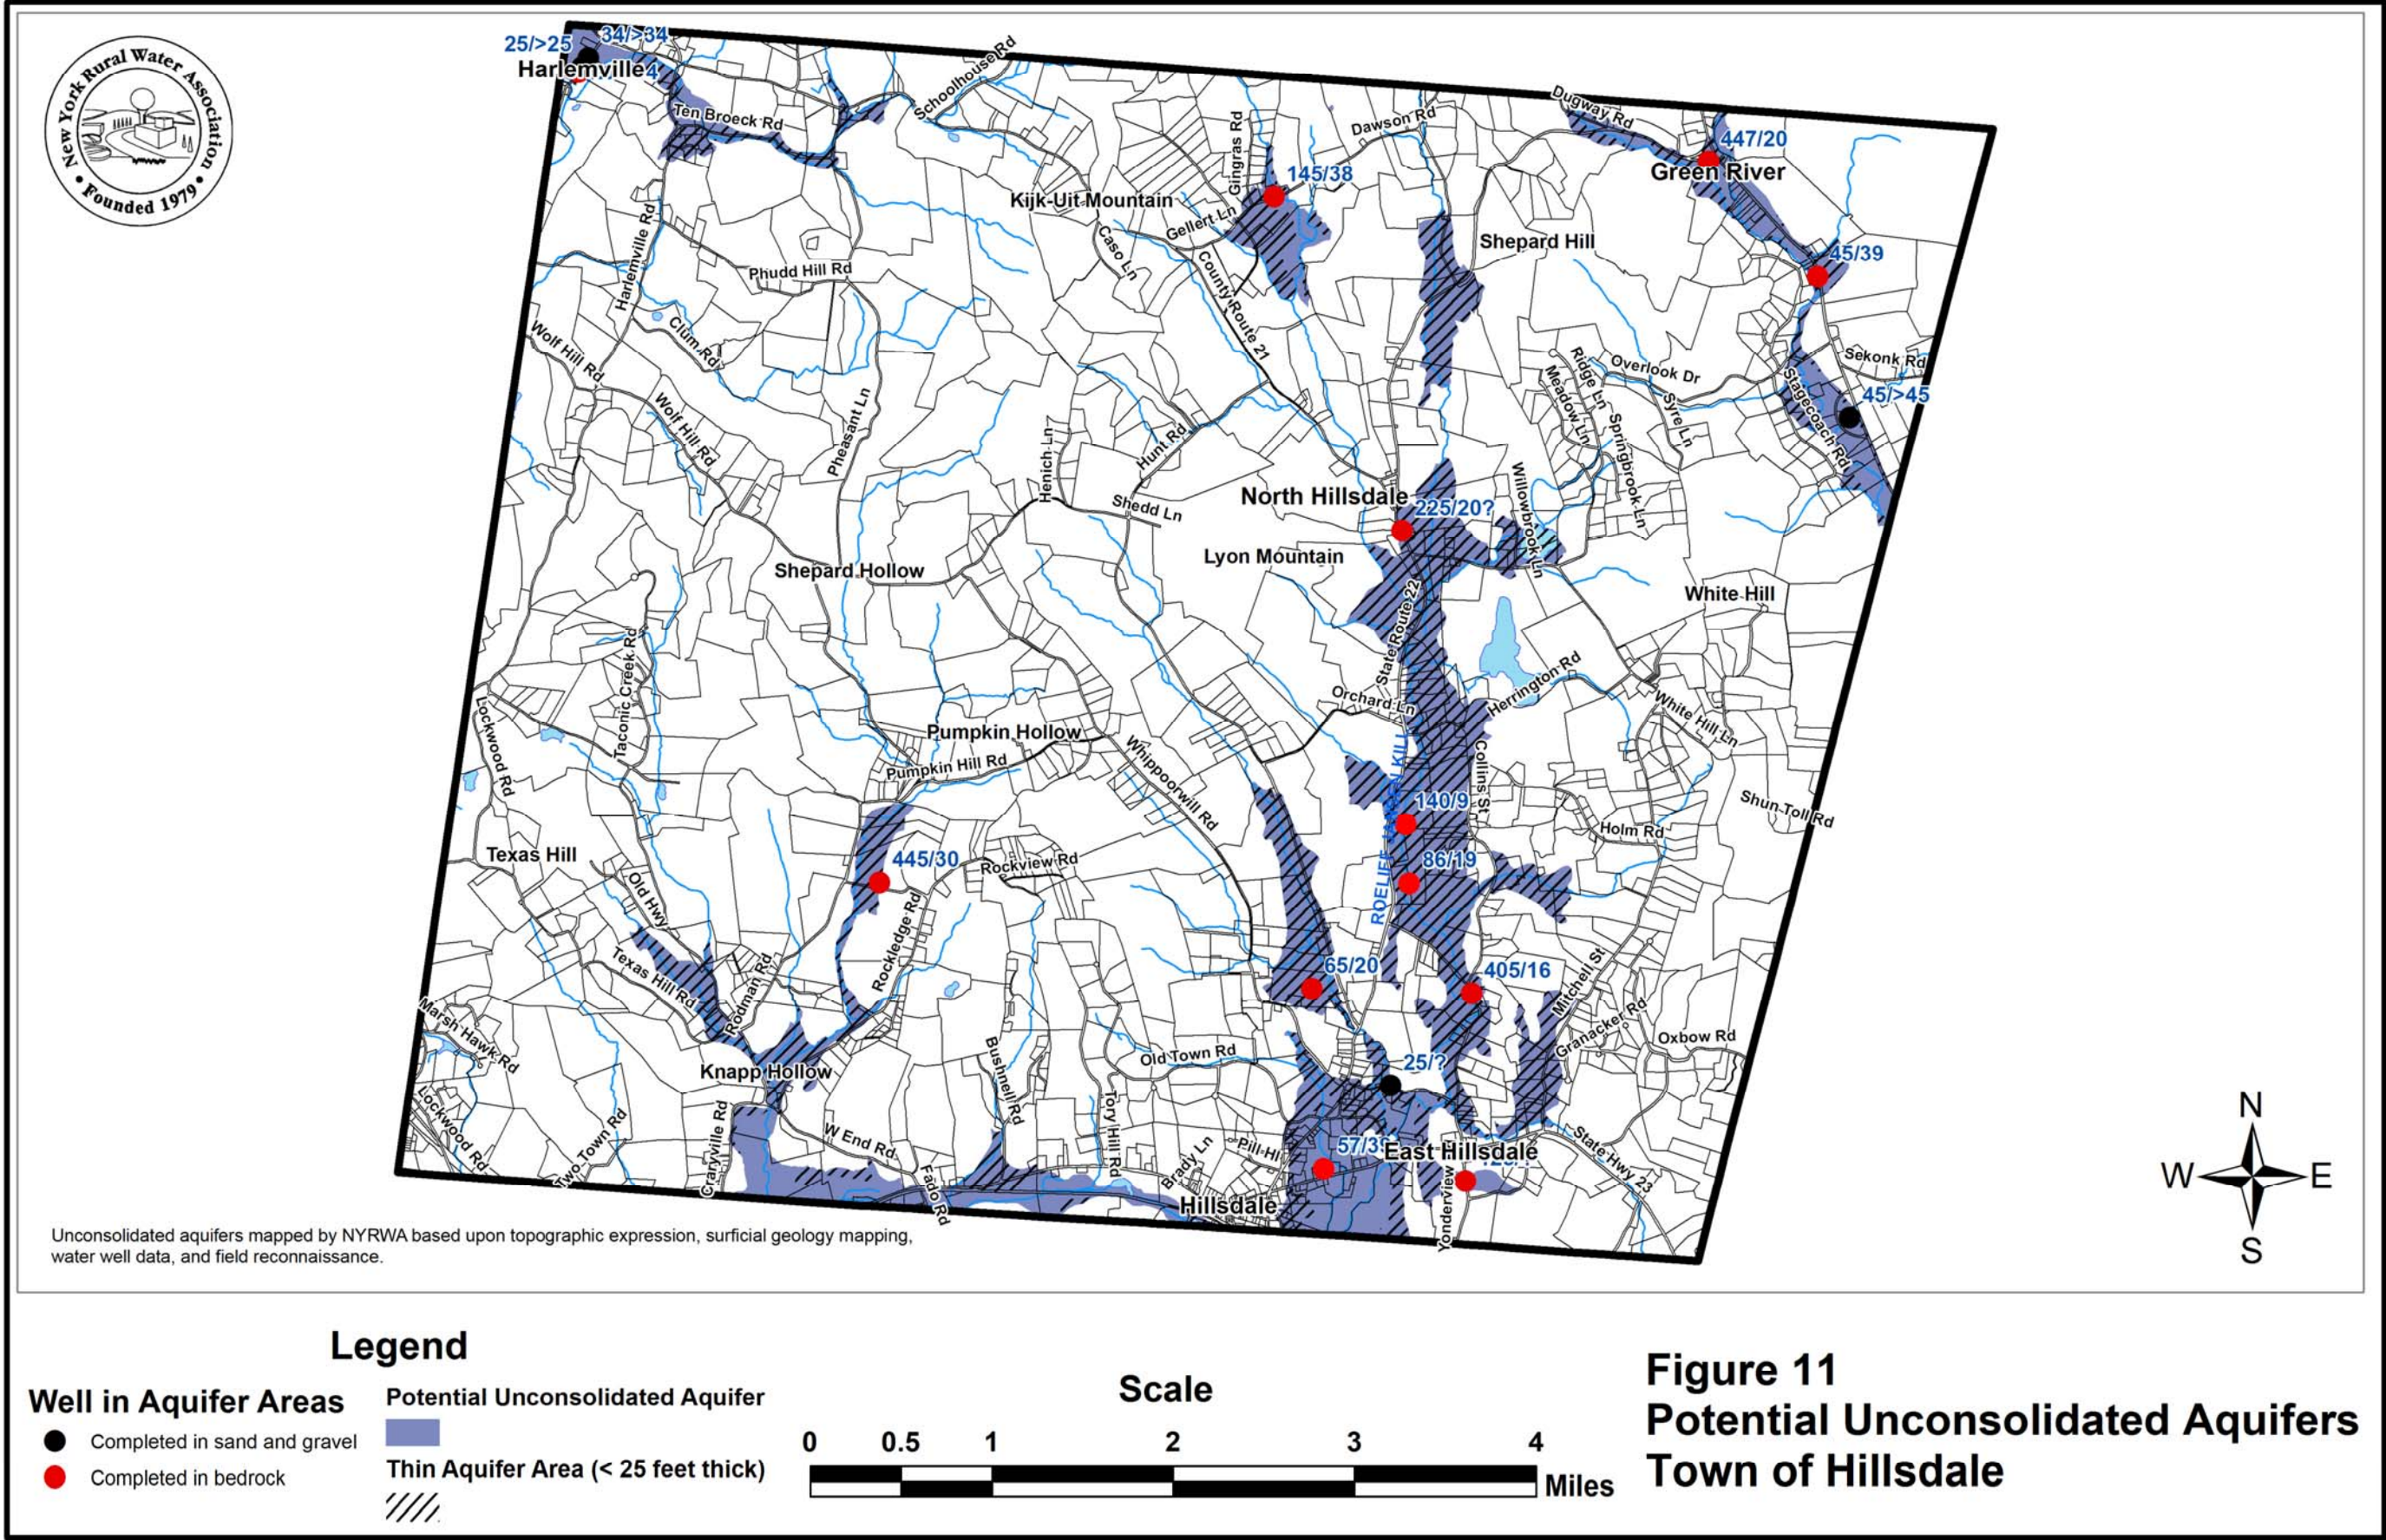 New York Rural Water Association
• Founded 1979 •
25/>25
34/>34
Harlemville
4
Ten Broeck Rd
Schoolhouse Rd
Gingras Rd
Dawson Rd
Dugway Rd
447/20
Green River
145/38
Kijk-Uit Mountain
Gellert Ln
Caso Ln
County Route 21
Shepard Hill
45/39
Harlemville Rd
Phudd Hill Rd
Clum Rd
Wolf Hill Rd
Wolf Hill Rd
Pheasant Ln
Henich Ln
Hunt Rd
Shedd Ln
Ridge Ln
Meadow Ln
Overlook Dr
Syre Ln
Springbrook Ln
Willowbrook Ln
Sekonk Rd
Stagecoach Rd
45/>45
North Hillsdale
225/20?
Lyon Mountain
Shepard Hollow
State Route 22
White Hill
Taconic Creek Rd
Lockwood Rd
Orchard Ln
Herrington Rd
White Hill Ln
Pumpkin Hollow
Pumpkin Hill Rd
Whippoorwill Rd
ROELIFF JANSEN KILL
Collins St
140/9
Shun Toll Rd
Holm Rd
Texas Hill
445/30
Rockview Rd
86/19
Old Hwy
Rockledge Rd
Texas Hill Rd
Rodman Rd
65/20
405/16
Mitchell St
Marsh Hawk Rd
Granacker Rd
Oxbow Rd
Knapp Hollow
Bushnell Rd
Old Town Rd
25/?
Lockwood Rd
Two Town Rd
Craryville Rd
W End Rd
Fado Rd
Tory Hill Rd
Brady Ln
Pill Hl
57/3
East Hillsdale
State Hwy 23
Hillsdale
Yonderview
N
W
E
S
Unconsolidated aquifers mapped by NYRWA based upon topographic expression, surficial geology mapping,
water well data, and field reconnaissance.
Legend
Well in Aquifer Areas
Completed in sand and gravel
Completed in bedrock
Potential Unconsolidated Aquifer
Thin Aquifer Area (< 25 feet thick)
Scale
0 0.5 1 2 3 4
Miles
Figure 11
Potential Unconsolidated Aquifers
Town of Hillsdale